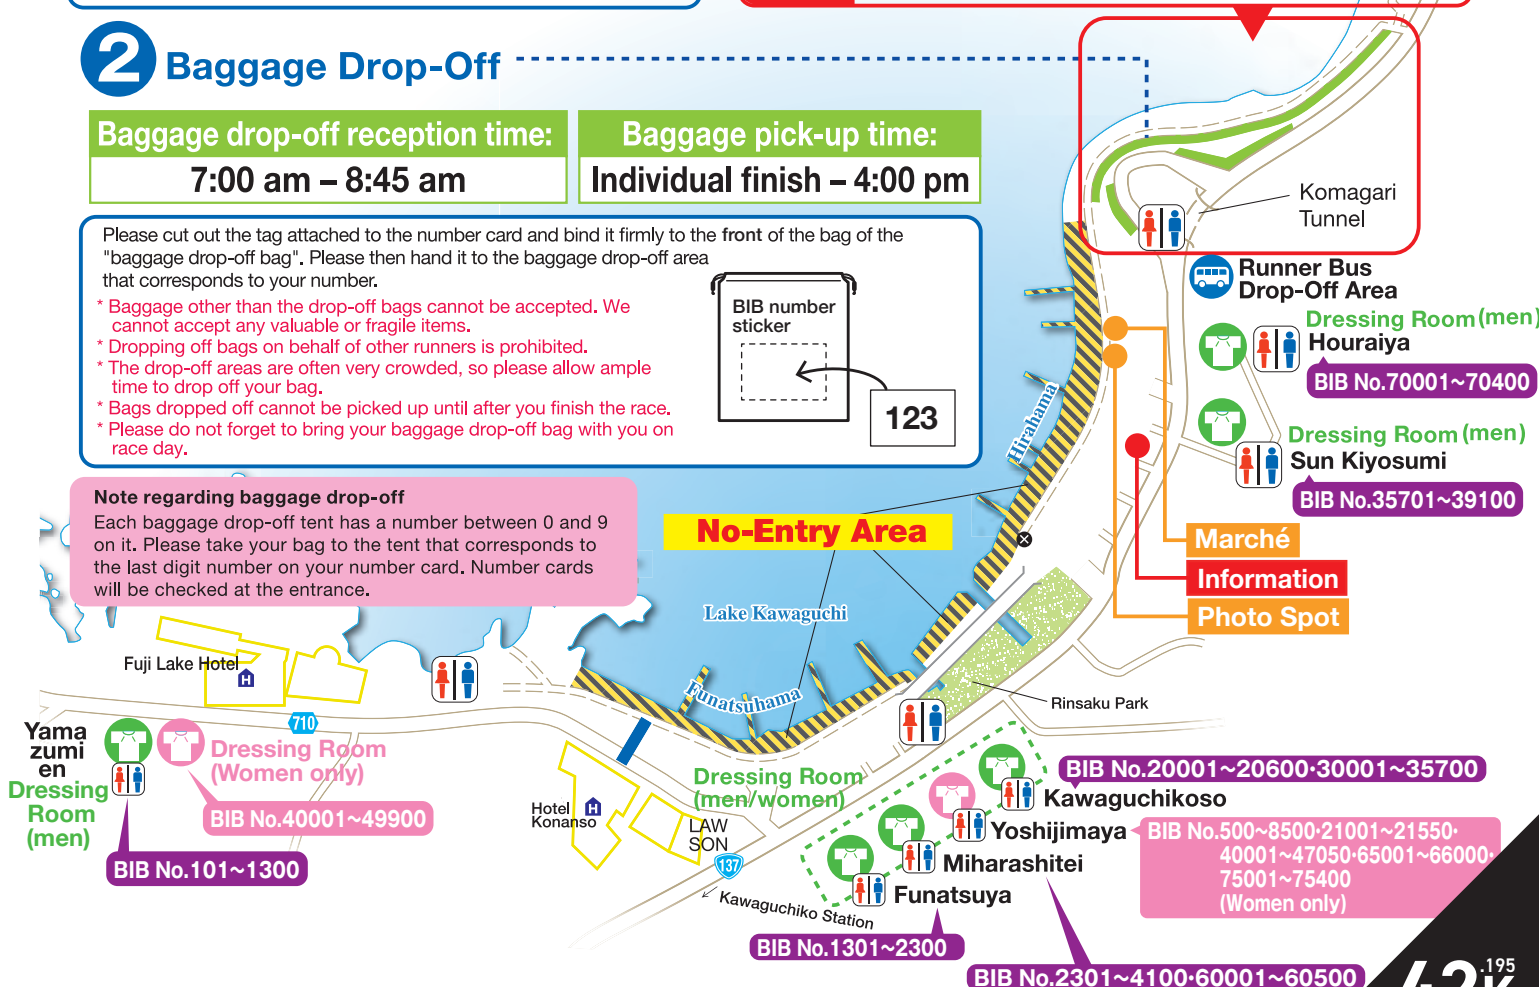 2 Baggage Drop-Off
Baggage drop-off reception time:
7:00 am – 8:45 am
Baggage pick-up time:
Individual finish – 4:00 pm
Please cut out the tag attached to the number card and bind it firmly to the front of the bag of the
"baggage drop-off bag". Please then hand it to the baggage drop-off area
that corresponds to your number.
* Baggage other than the drop-off bags cannot be accepted. We
cannot accept any valuable or fragile items.
* Dropping off bags on behalf of other runners is prohibited.
* The drop-off areas are often very crowded, so please allow ample
time to drop off your bag.
* Bags dropped off cannot be picked up until after you finish the race.
* Please do not forget to bring your baggage drop-off bag with you on
race day.
BIB number
sticker
123
Note regarding baggage drop-off
Each baggage drop-off tent has a number between 0 and 9
on it. Please take your bag to the tent that corresponds to
the last digit number on your number card. Number cards
will be checked at the entrance.
Komagari
Tunnel
Runner Bus
Drop-Off Area
Dressing Room (men)
Houraiya
BIB No.70001~70400
Dressing Room (men)
Sun Kiyosumi
BIB No.35701~39100
Marché
Information
Photo Spot
Hirahama
No-Entry Area
Lake Kawaguchi
Funatsuhama
Rinsaku Park
Fuji Lake Hotel
H
710
Yama
zumi
en
Dressing
Room
(men)
Dressing Room
(Women only)
BIB No.40001~49900
BIB No.101~1300
Hotel
Konanso
H
LAW
SON
137
Kawaguchiko Station
Dressing Room
(men/women)
BIB No.20001~20600·30001~35700
Kawaguchikoso
Yoshijimaya
BIB No.500~8500·21001~21550·
40001~47050·65001~66000·
75001~75400
(Women only)
Miharashitei
Funatsuya
BIB No.1301~2300
BIB No.2301~4100·60001~60500
42.195K